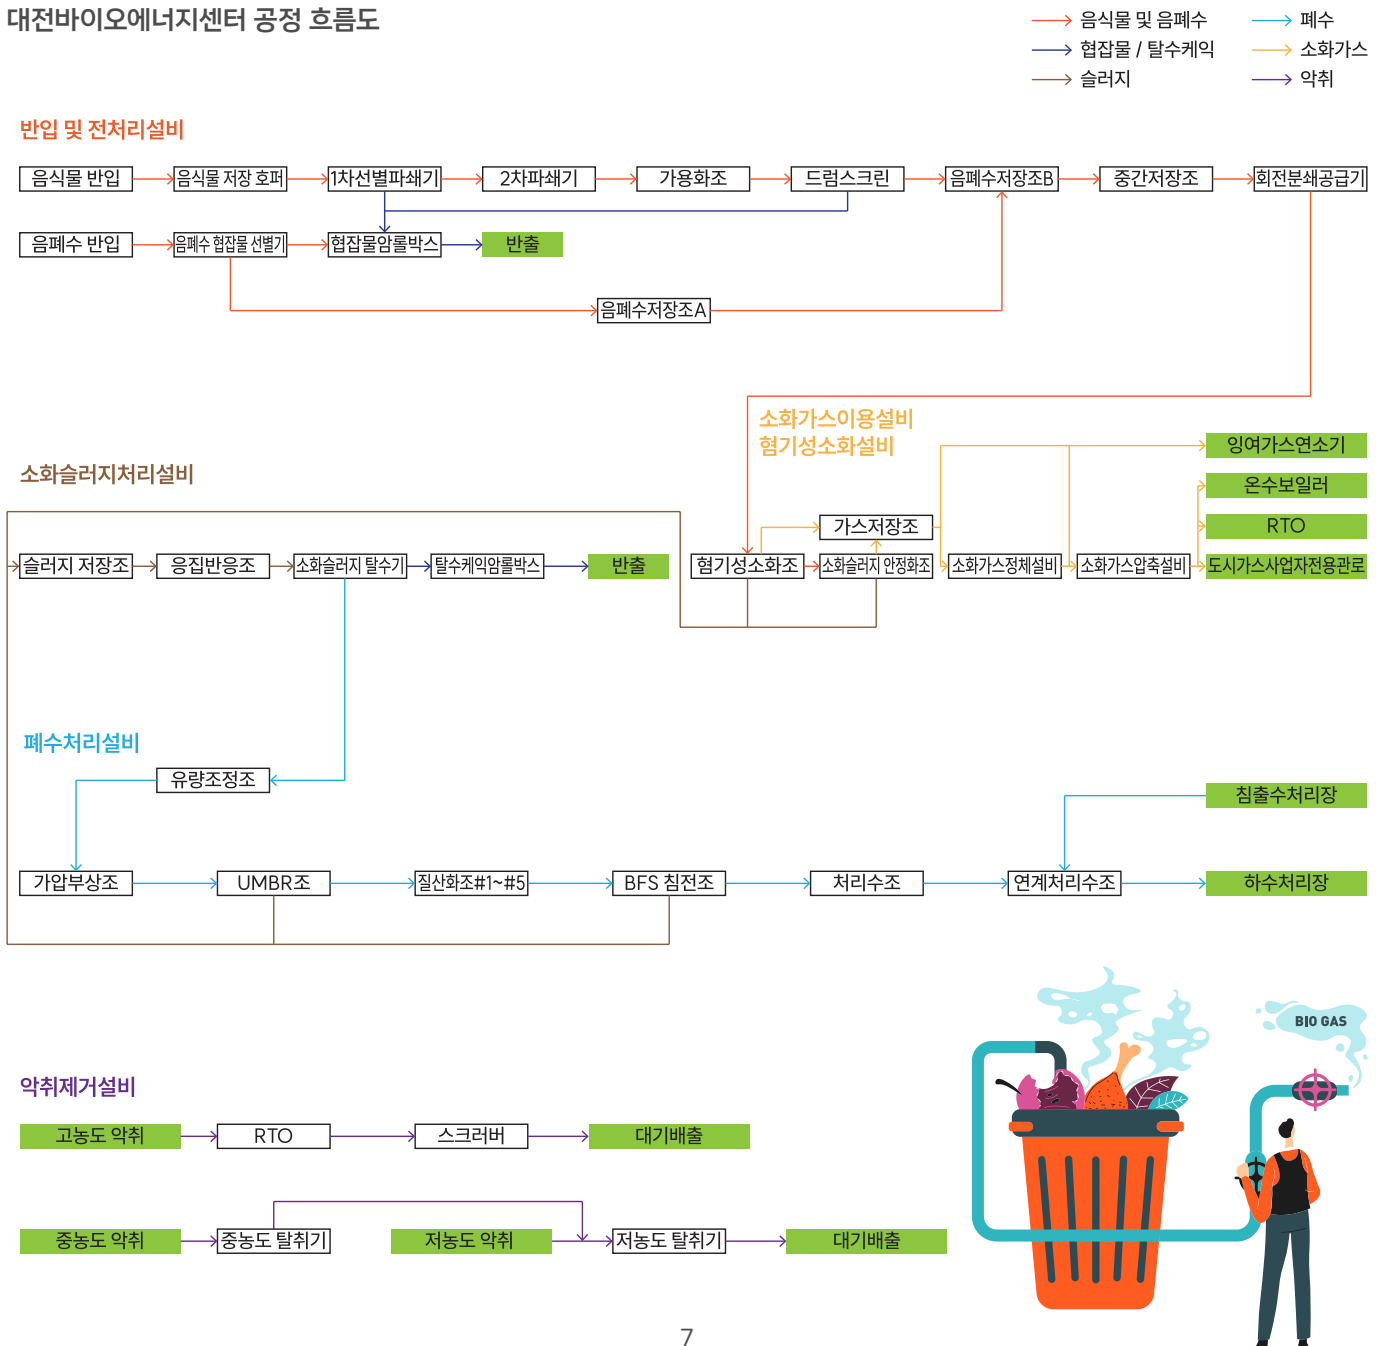 대전바이오에너지센터 공정 흐름도
음식물 및 음폐수
폐수
협잡물 / 탈수케익
소화가스
슬러지
악취
반입 및 전처리설비
음식물 반입
음식물 저장 호퍼
1차선별파쇄기
2차파쇄기
가용화조
드럼스크린
음폐수저장조B
중간저장조
회전분쇄공급기
음폐수 반입
음폐수 협잡물 선별기
협잡물암롤박스
반출
음폐수저장조A
소화가스이용설비
혐기성소화설비
잉여가스연소기
소화슬러지처리설비
온수보일러
가스저장조
RTO
슬러지 저장조
응집반응조
소화슬러지 탈수기
탈수케익암롤박스
반출
혐기성소화조
소화슬러지 안정화조
소화가스정제설비
소화가스압축설비
도시가스사업자전용관로
폐수처리설비
유량조정조
침출수처리장
가압부상조
UMBR조
질산화조#1~#5
BFS 침전조
처리수조
연계처리수조
하수처리장
BIO GAS
악취제거설비
고농도 악취
RTO
스크러버
대기배출
중농도 악취
중농도 탈취기
저농도 악취
저농도 탈취기
대기배출
7